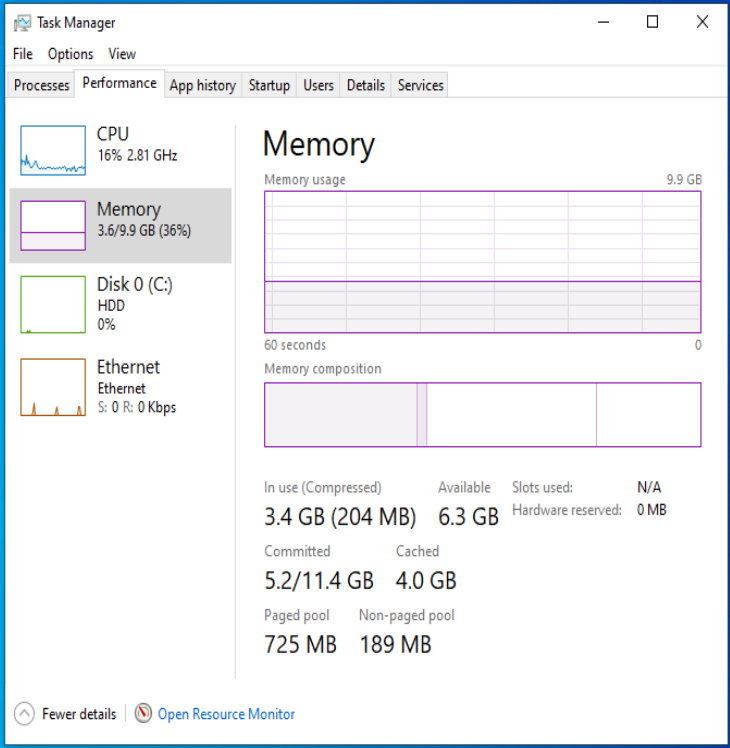 Task Manager
File Options View
Processes Performance App history Startup Users Details Services
CPU
16% 2.81 GHz
Memory
3.6/9.9 GB (36%)
Disk 0 (C:)
HDD
0%
Ethernet
Ethernet
S: 0 R: 0 Kbps
Memory
Memory usage 9.9 GB
60 seconds 0
Memory composition
In use (Compressed) Available Slots used: N/A
3.4 GB (204 MB) 6.3 GB Hardware reserved: 0 MB
Committed Cached
5.2/11.4 GB 4.0 GB
Paged pool Non-paged pool
725 MB 189 MB
Fewer details Open Resource Monitor